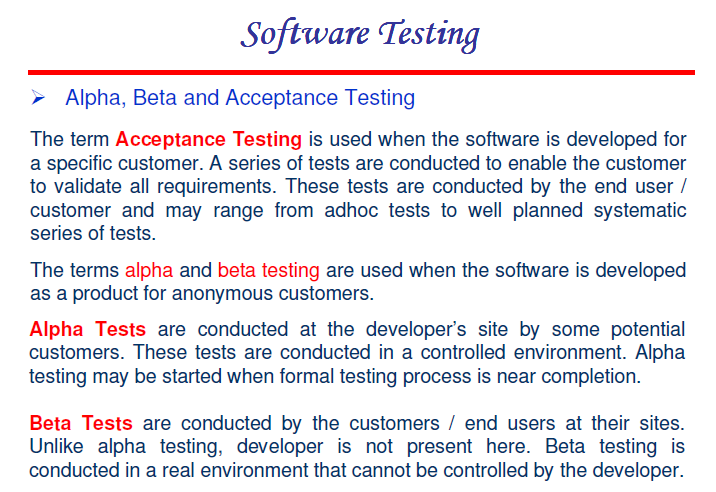 Software Testing
➢ Alpha, Beta and Acceptance Testing
The term Acceptance Testing is used when the software is developed for
a specific customer. A series of tests are conducted to enable the customer
to validate all requirements. These tests are conducted by the end user /
customer and may range from adhoc tests to well planned systematic
series of tests.
The terms alpha and beta testing are used when the software is developed
as a product for anonymous customers.
Alpha Tests are conducted at the developer's site by some potential
customers. These tests are conducted in a controlled environment. Alpha
testing may be started when formal testing process is near completion.
Beta Tests are conducted by the customers / end users at their sites.
Unlike alpha testing, developer is not present here. Beta testing is
conducted in a real environment that cannot be controlled by the developer.